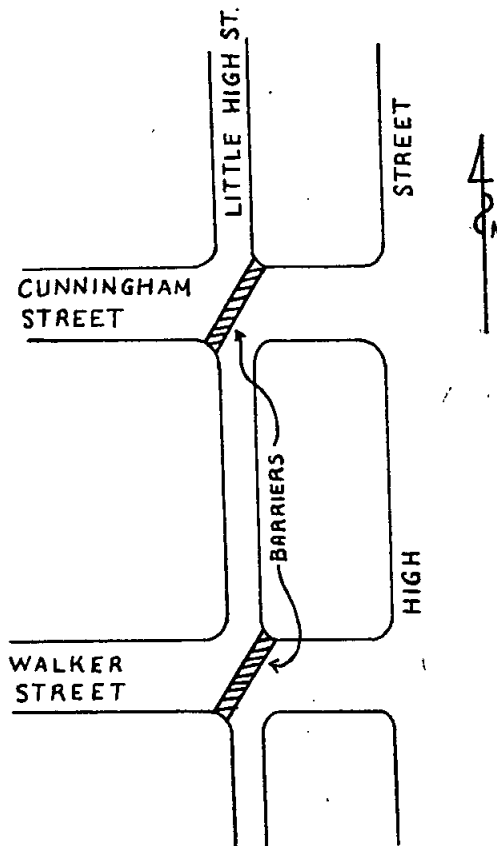 LITTLE HIGH ST.
STREET
N
CUNNINGHAM
STREET
BARRIERS
HIGH
WALKER
STREET